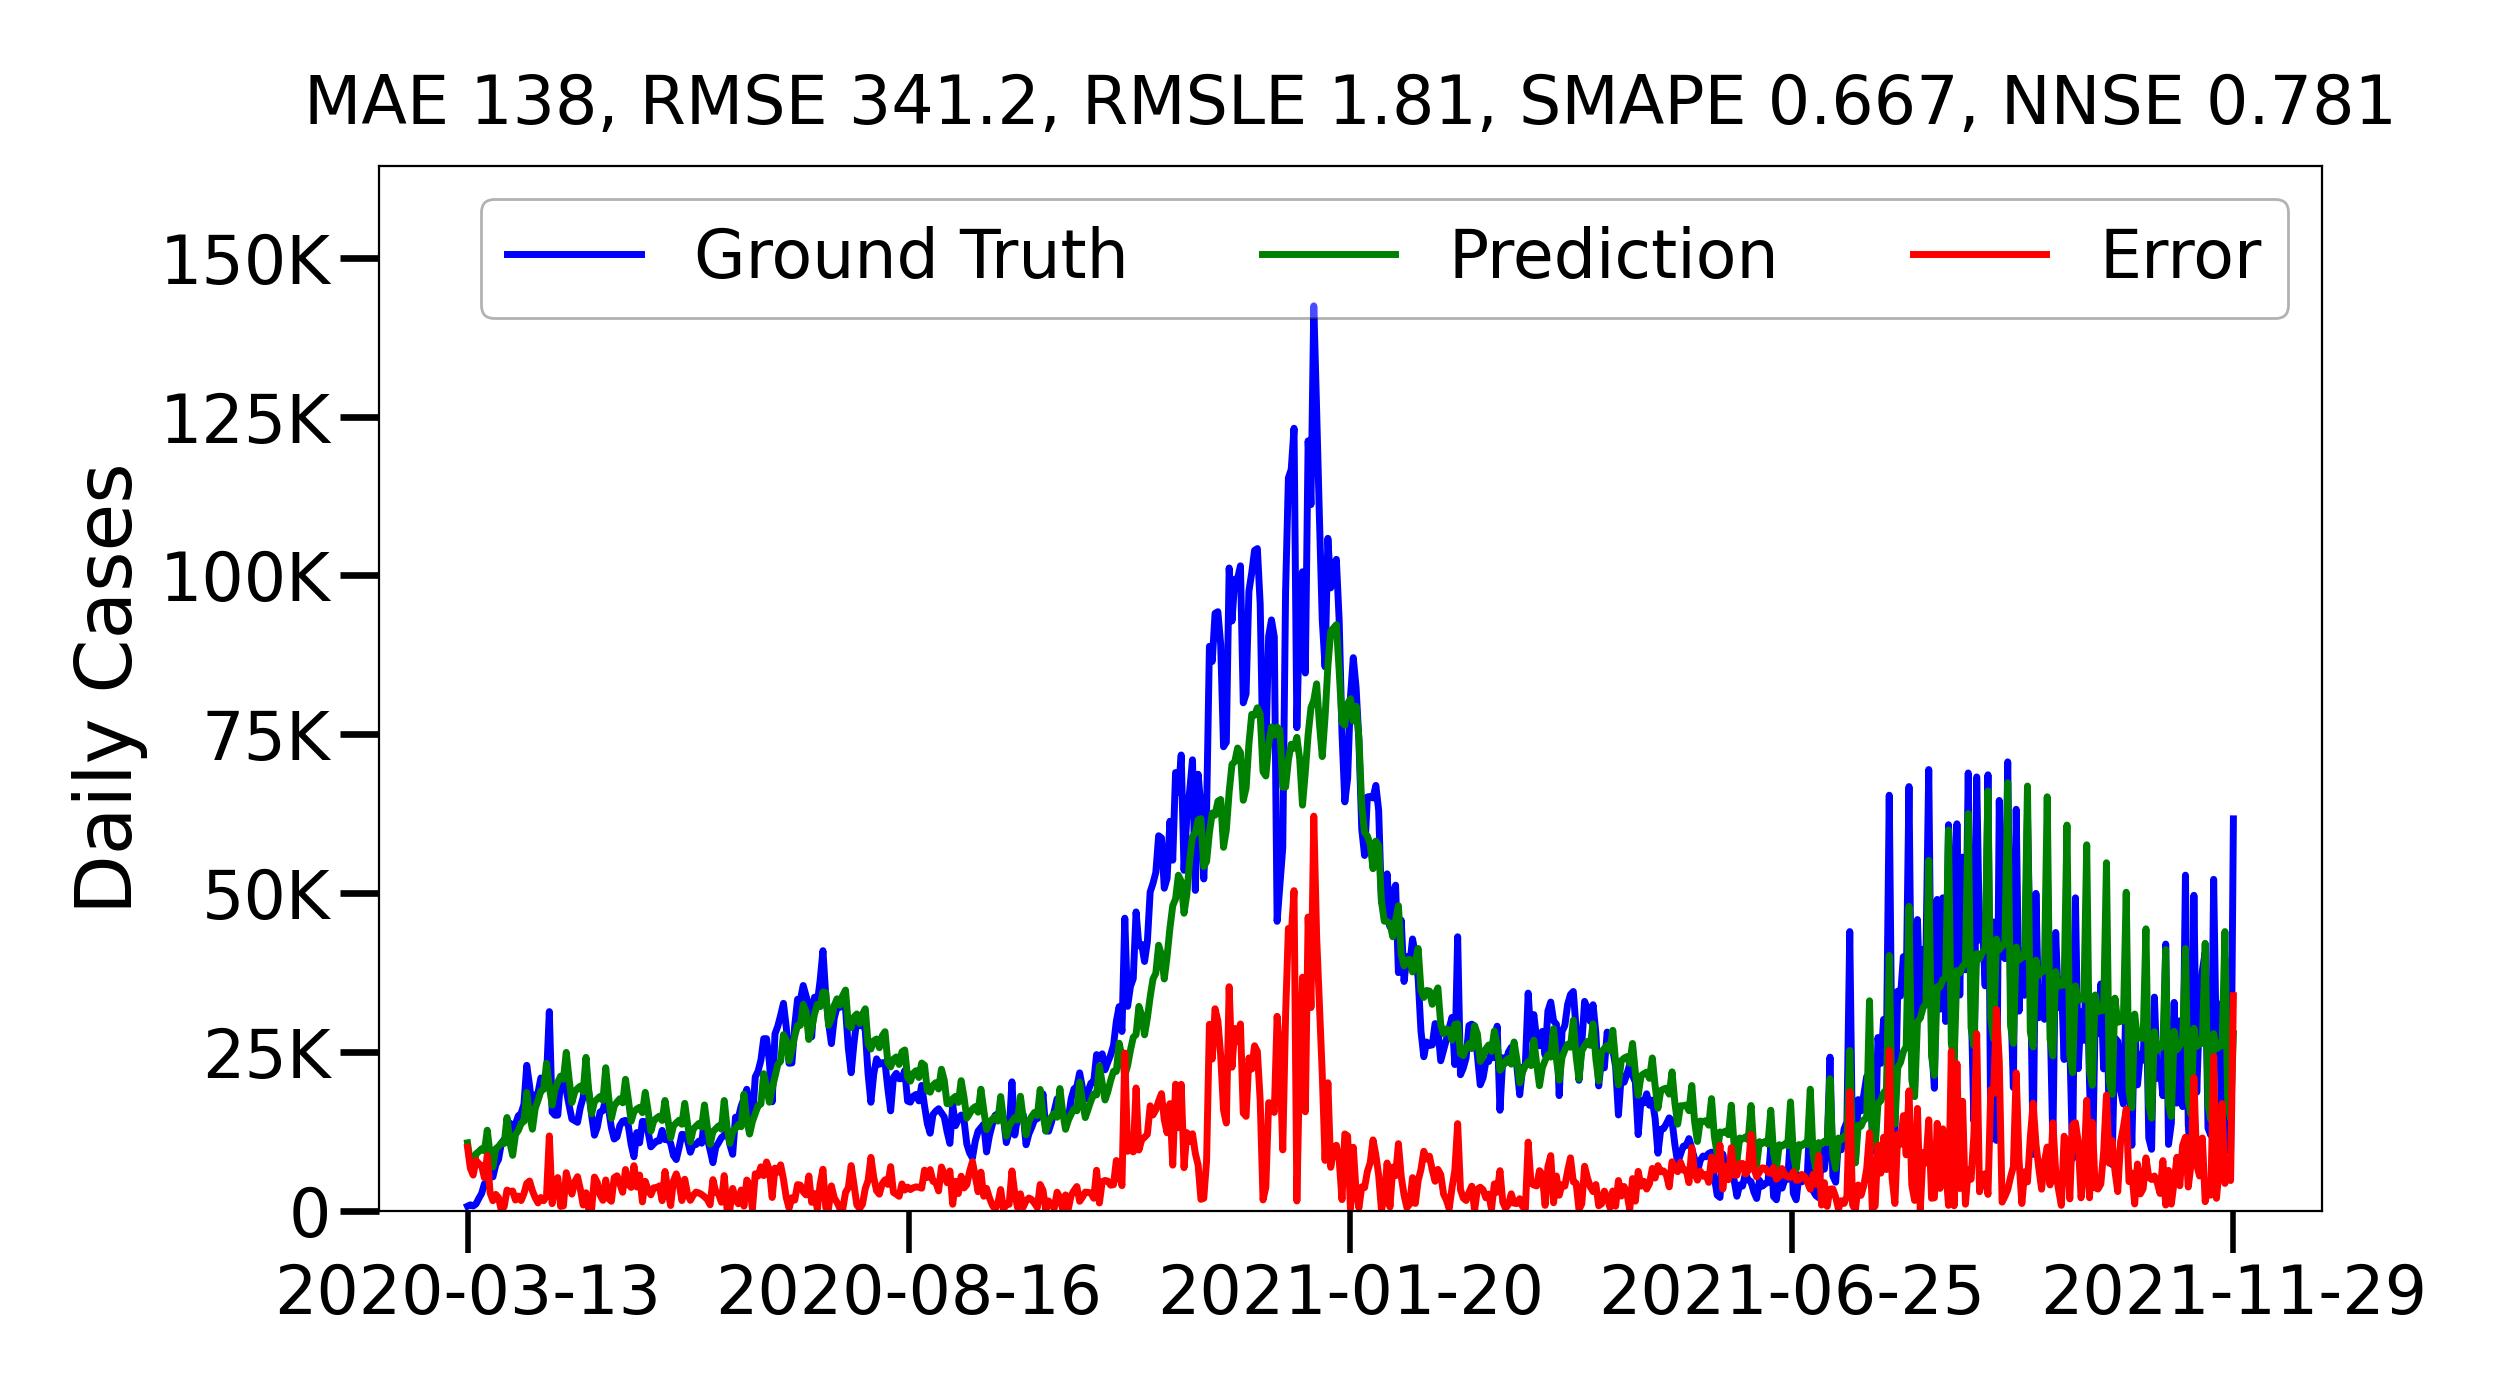 MAE 138, RMSE 341.2, RMSLE 1.81, SMAPE 0.667, NNSE 0.781
Ground Truth Prediction Error
Daily Cases
150K
125K
100K
75K
50K
25K
0
2020-03-13 2020-08-16 2021-01-20 2021-06-25 2021-11-29